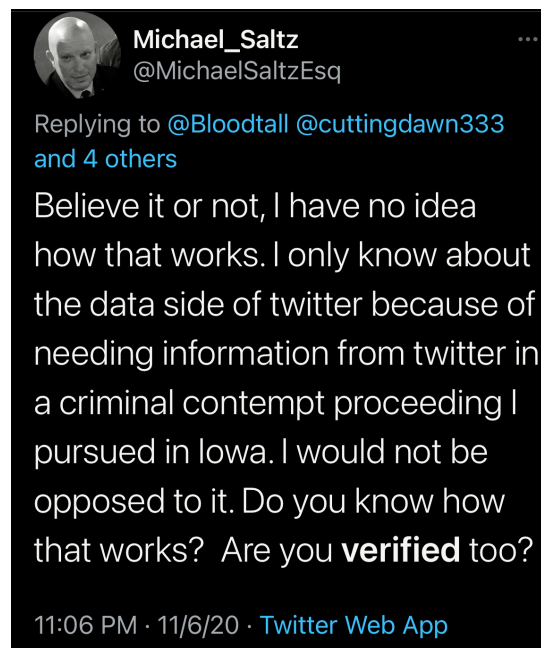 Michael_Saltz
@MichaelSaltzEsq
Replying to @Bloodtall @cuttingdawn333
and 4 others
Believe it or not, I have no idea
how that works. I only know about
the data side of twitter because of
needing information from twitter in
a criminal contempt proceeding I
pursued in Iowa. I would not be
opposed to it. Do you know how
that works?  Are you verified too?
11:06 PM · 11/6/20 · Twitter Web App